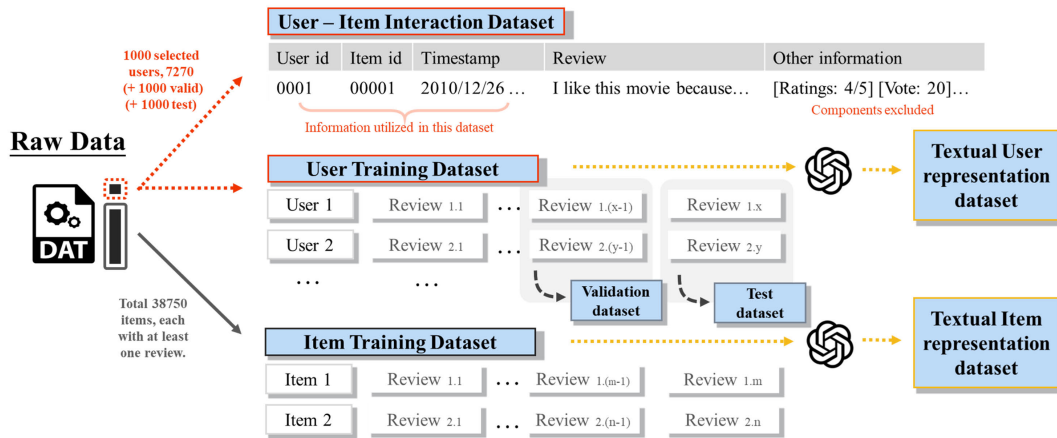 User – Item Interaction Dataset
1000 selected
users, 7270
(+ 1000 valid)
(+ 1000 test)
User id Item id Timestamp Review Other information
0001 00001 2010/12/26 ... I like this movie because... [Ratings: 4/5] [Vote: 20]...
Information utilized in this dataset
Components excluded
Raw Data
DAT
User Training Dataset
Textual User
representation
dataset
User 1 Review 1.1 ... Review 1.(x-1) Review 1.x
User 2 Review 2.1 ... Review 2.(y-1) Review 2.y
... ...
Validation
dataset
Test
dataset
Total 38750
items, each
with at least
one review.
Item Training Dataset
Textual Item
representation
dataset
Item 1 Review 1.1 ... Review 1.(m-1) Review 1.m
Item 2 Review 2.1 ... Review 2.(n-1) Review 2.n